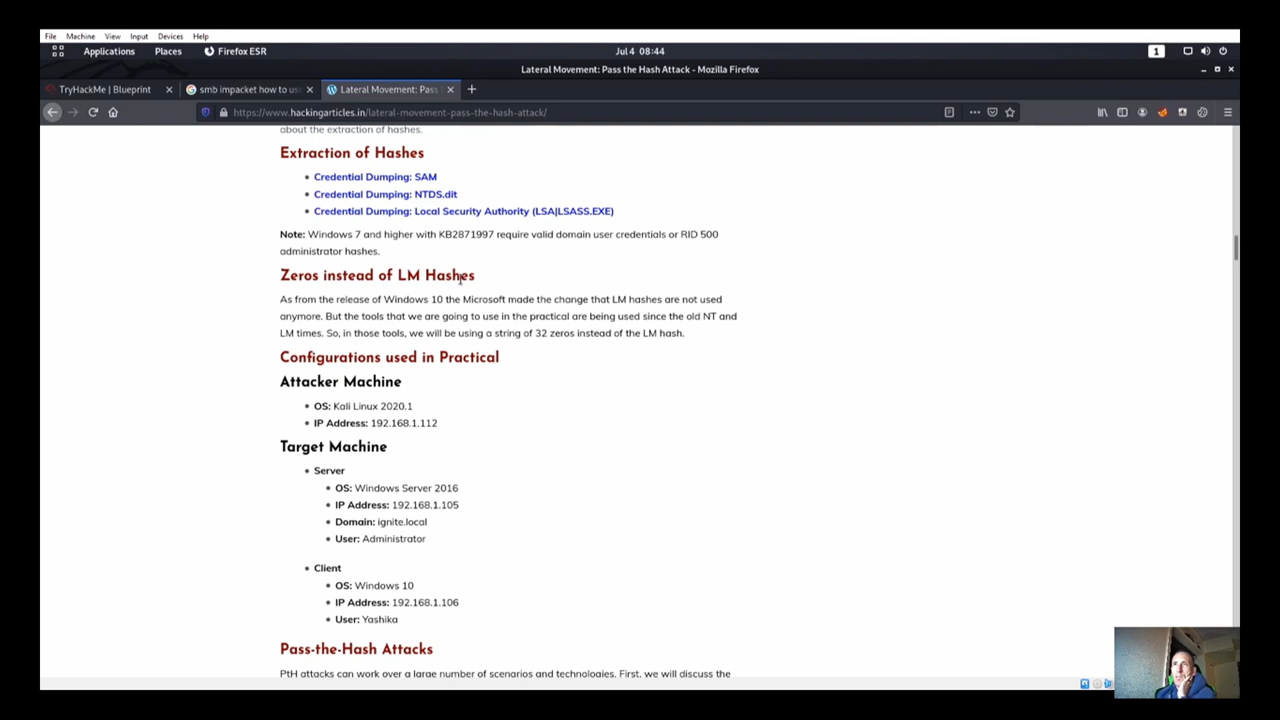 File Machine View Input Devices Help
Applications Places Firefox ESR Jul 4 08:44 1
Lateral Movement: Pass the Hash Attack - Mozilla Firefox
TryHackMe | Blueprint smb impacket how to us Lateral Movement: Pass
https://www.hackingarticles.in/lateral-movement-pass-the-hash-attack/
about the extraction of hashes.
Extraction of Hashes
• Credential Dumping: SAM
• Credential Dumping: NTDS.dit
• Credential Dumping: Local Security Authority (LSA|LSASS.EXE)
Note: Windows 7 and higher with KB2871997 require valid domain user credentials or RID 500
administrator hashes.
Zeros instead of LM Hashes
As from the release of Windows 10 the Microsoft made the change that LM hashes are not used
anymore. But the tools that we are going to use in the practical are being used since the old NT and
LM times. So, in those tools, we will be using a string of 32 zeros instead of the LM hash.
Configurations used in Practical
Attacker Machine
• OS: Kali Linux 2020.1
• IP Address: 192.168.1.112
Target Machine
• Server
• OS: Windows Server 2016
• IP Address: 192.168.1.105
• Domain: ignite.local
• User: Administrator
• Client
• OS: Windows 10
• IP Address: 192.168.1.106
• User: Yashika
Pass-the-Hash Attacks
PtH attacks can work over a large number of scenarios and technologies. First, we will discuss the